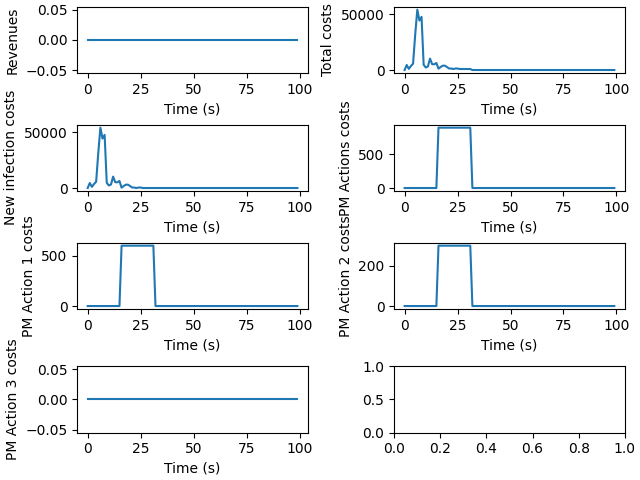 Revenues
0.05
0.00
−0.05
0 25 50 75 100
Time (s)
Total costs
50000
0
0 25 50 75 100
Time (s)
New infection costs
50000
0
0 25 50 75 100
Time (s)
PM Actions costs
500
0
0 25 50 75 100
Time (s)
PM Action 1 costs
500
0
0 25 50 75 100
Time (s)
PM Action 2 costs
200
0
0 25 50 75 100
Time (s)
PM Action 3 costs
0.05
0.00
−0.05
0 25 50 75 100
Time (s)
1.0
0.5
0.0
0.0 0.2 0.4 0.6 0.8 1.0